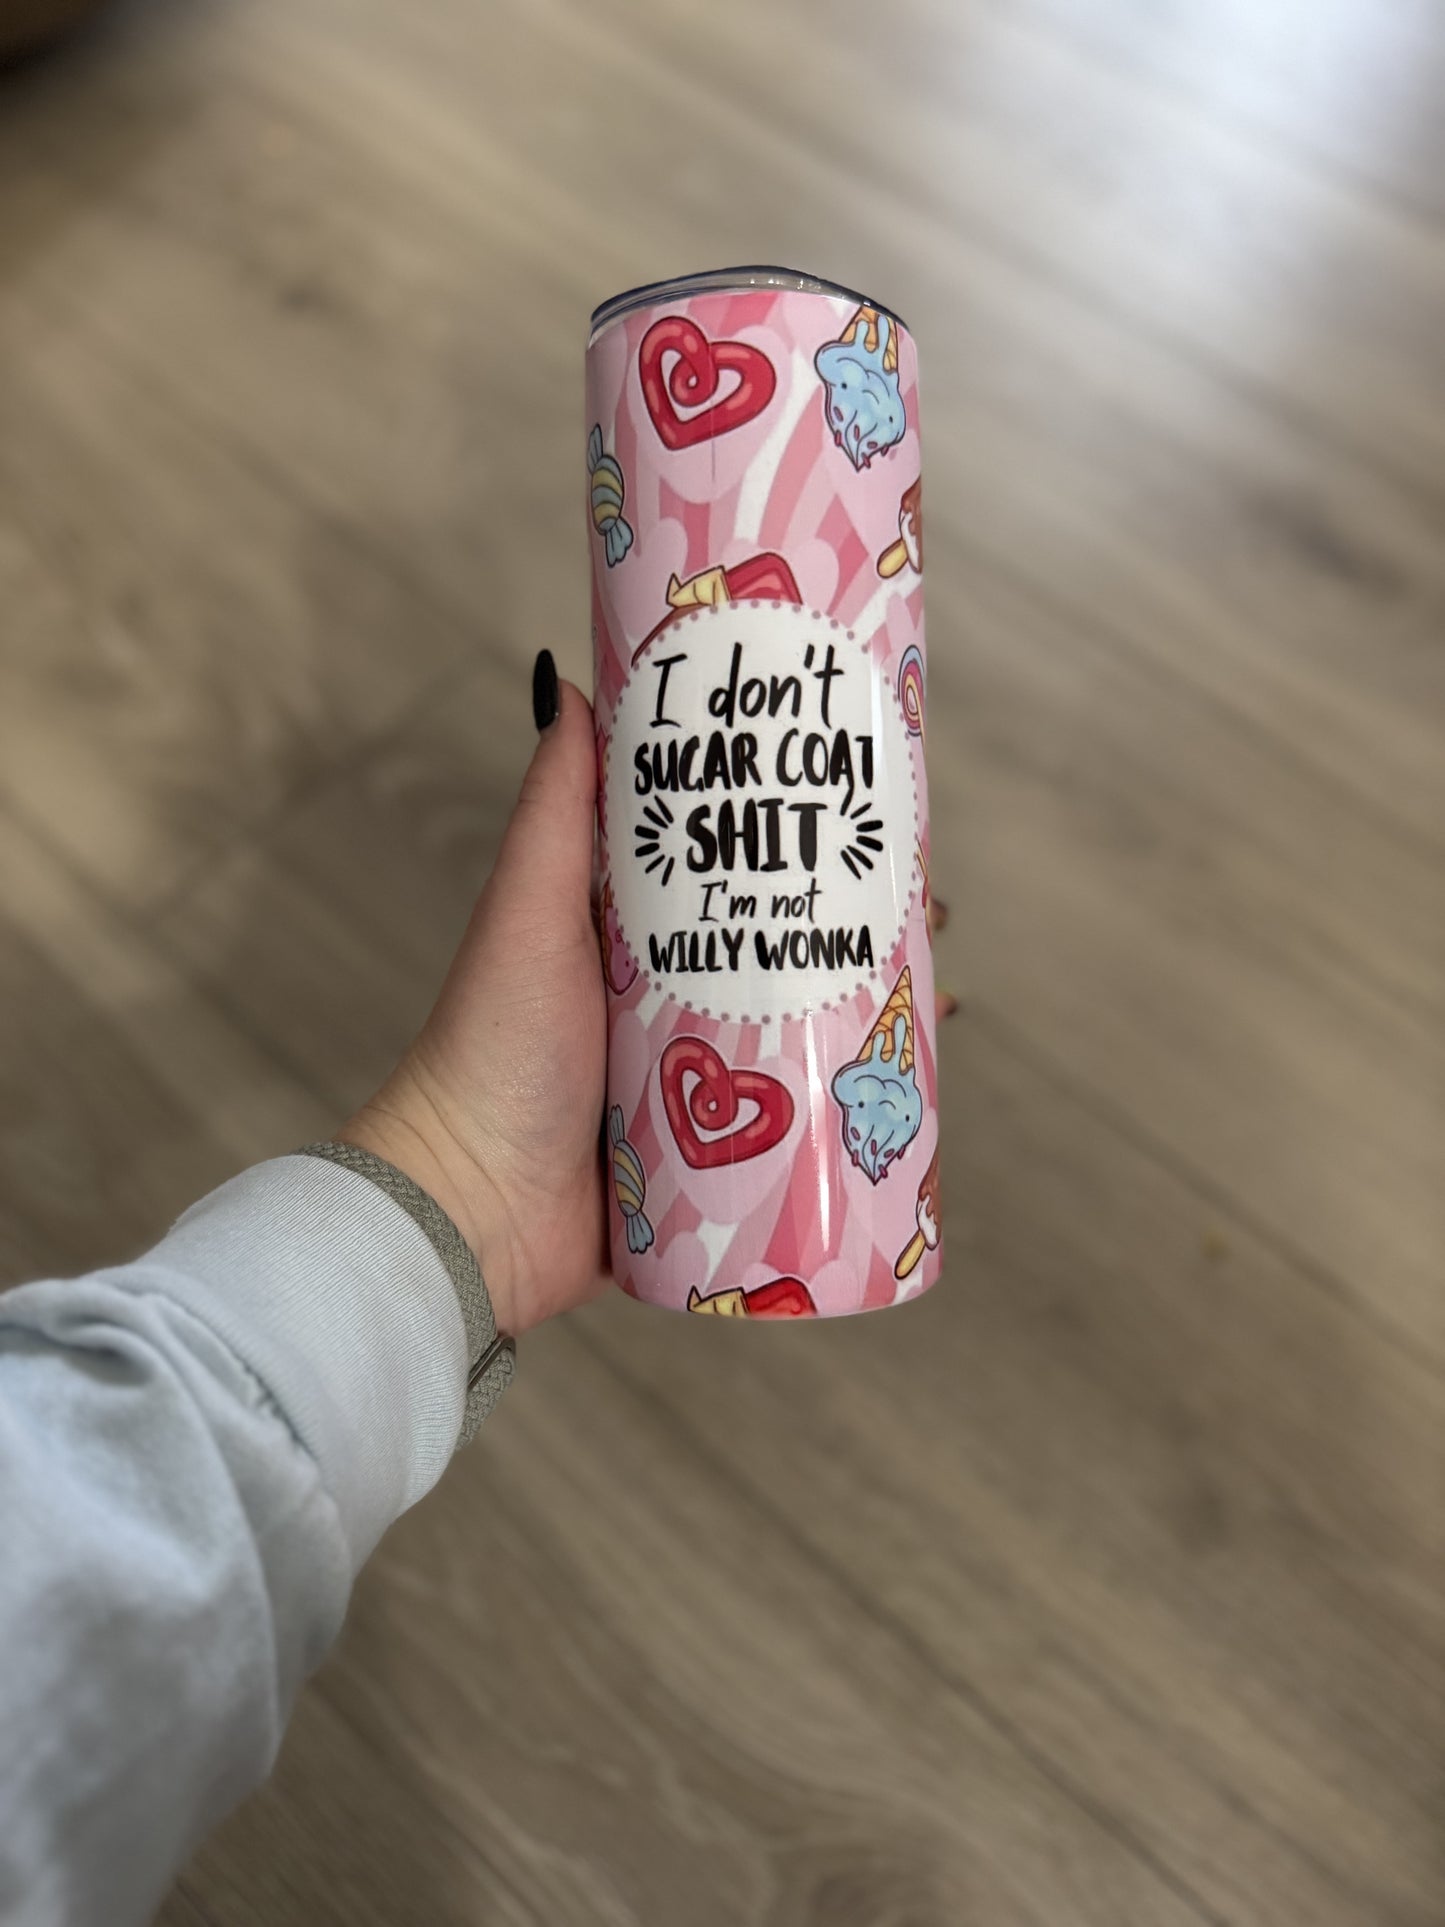 I don't
SUGAR COAT
SHIT
I'm not
WILLY WONKA